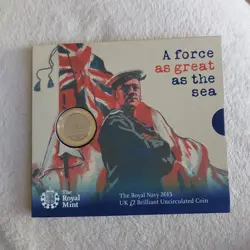 A force
as great
as the
sea
The
Royal
Mint
The Royal Navy 2015
UK £2 Brilliant Uncirculated Coin